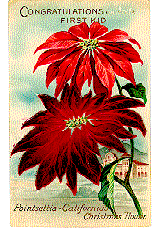 CONGRATULATIONS!
FIRST KID
Poinsettia - California's
Christmas Flower.